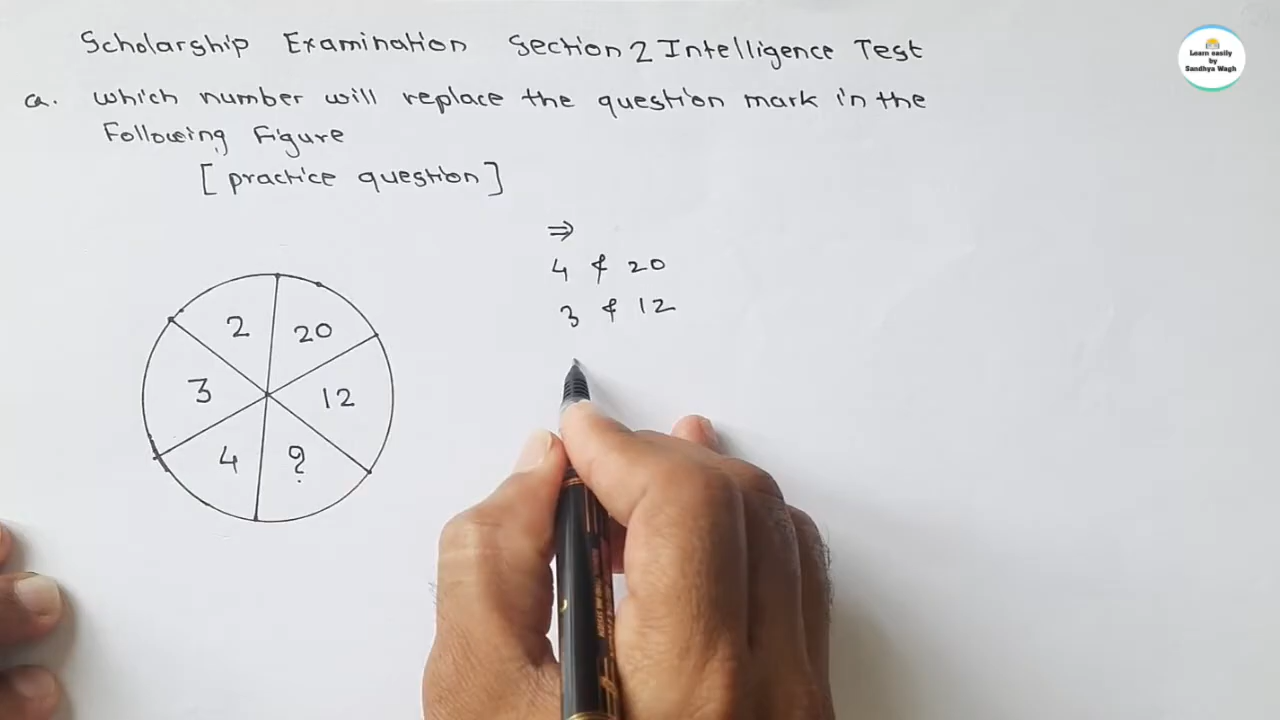 Scholarship Examination Section 2 Intelligence Test
Q. Which number will replace the question mark in the
Following Figure
[practice question]
⇒
4 & 20
3 & 12
2 20
3 12
4 ?
Learn easily
by
Sandhya Wagh